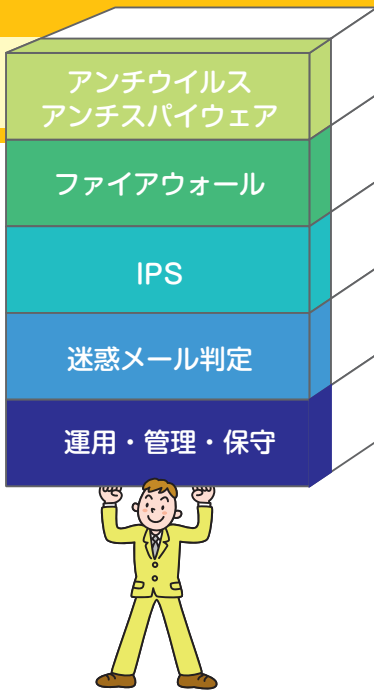 アンチウイルス
アンチスパイウェア
ファイアウォール
IPS
迷惑メール判定
運用・管理・保守